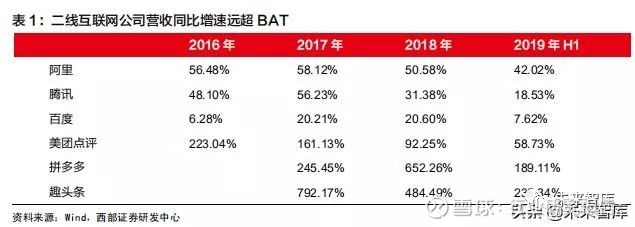 表 1：二线互联网公司营收同比增速远超 BAT
2016 年 2017 年 2018 年 2019 年 H1
阿里 56.48% 58.12% 50.58% 42.02%
腾讯 48.10% 56.23% 31.38% 18.53%
百度 6.28% 20.21% 20.60% 7.62%
美团点评 223.04% 161.13% 92.25% 58.73%
拼多多 245.45% 652.26% 189.11%
趣头条 792.17% 484.49%
资料来源：Wind，西部证券研发中心
未来智库
雪球：
头条 @未来智库